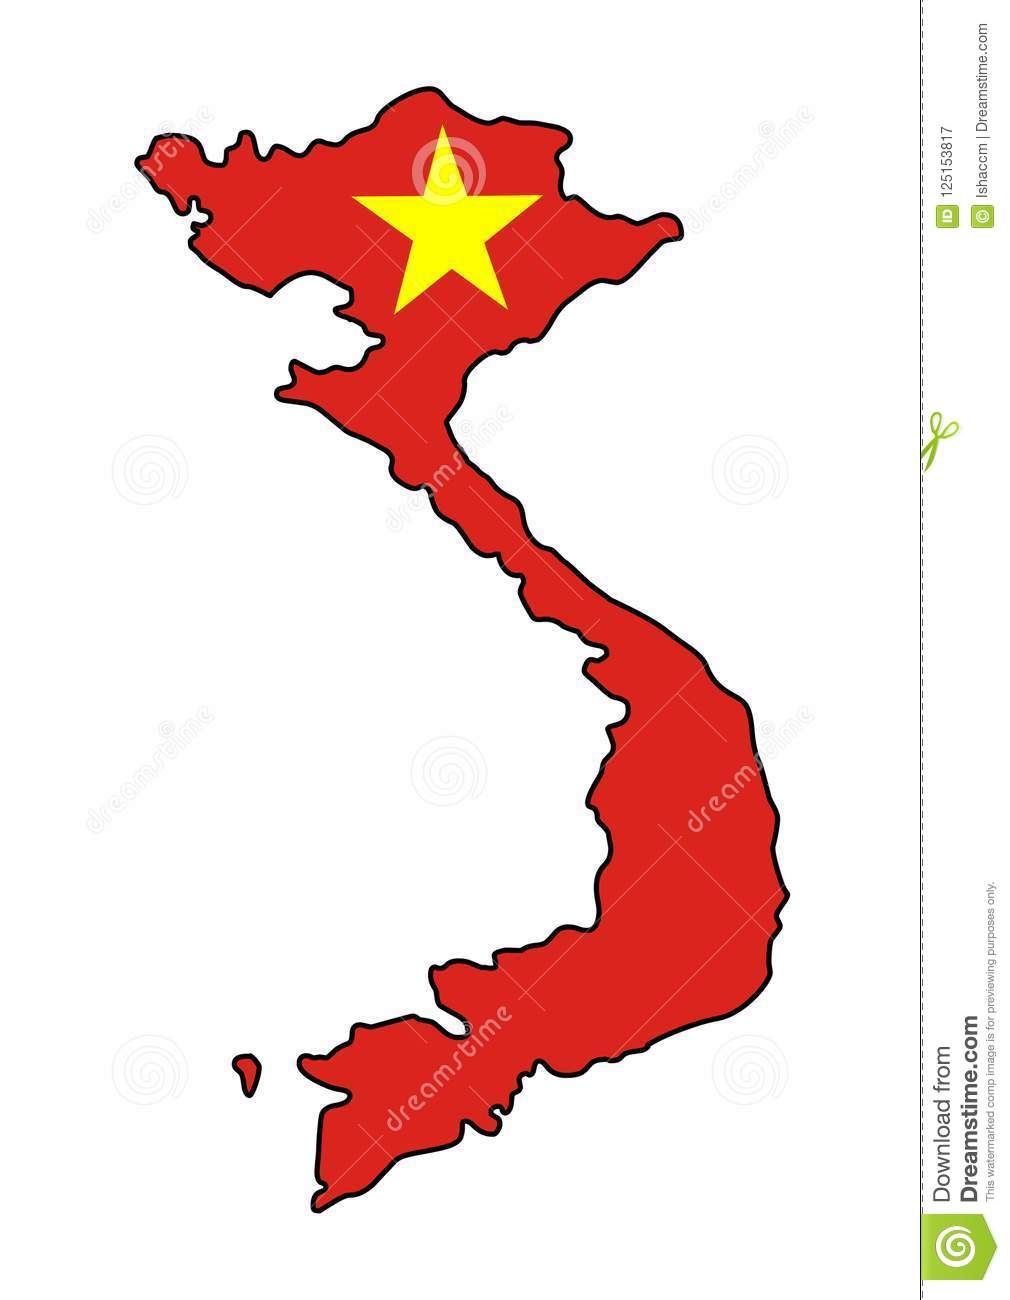 dreamstime
dreamstime
dreamstime
dreamstime
dreamstime
dreamstime
ID 125153817
© Ishaccm | Dreamstime.com
Download from
Dreamstime.com
This watermarked comp image is for previewing purposes only.